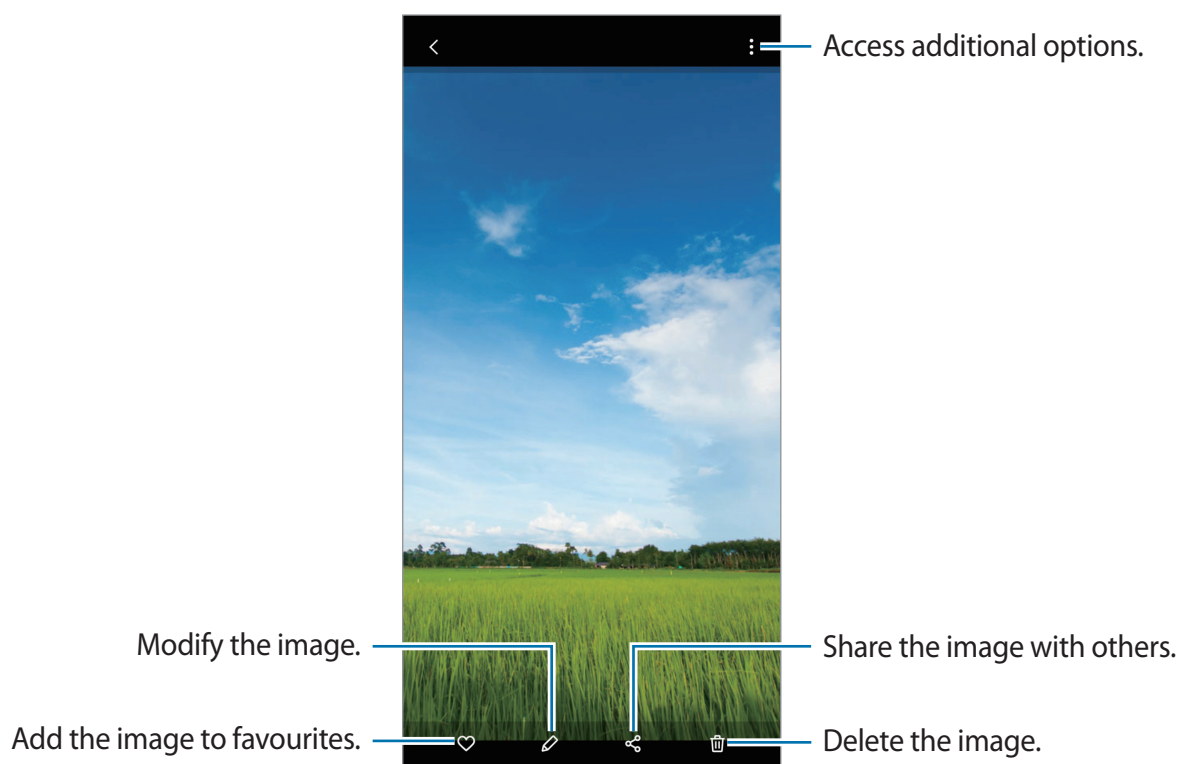 Access additional options.
Modify the image.
Share the image with others.
Add the image to favourites.
Delete the image.